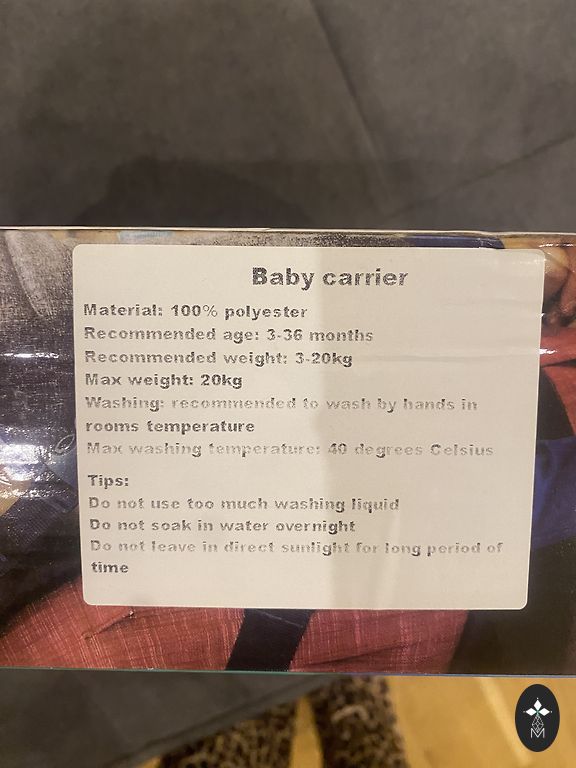 Baby carrier
Material: 100% polyester
Recommended age: 3-36 months
Recommended weight: 3-20kg
Max weight: 20kg
Washing: recommended to wash by hands in
rooms temperature
Max washing temperature: 40 degrees Celsius
Tips:
Do not use too much washing liquid
Do not soak in water overnight
Do not leave in direct sunlight for long period of
time
M